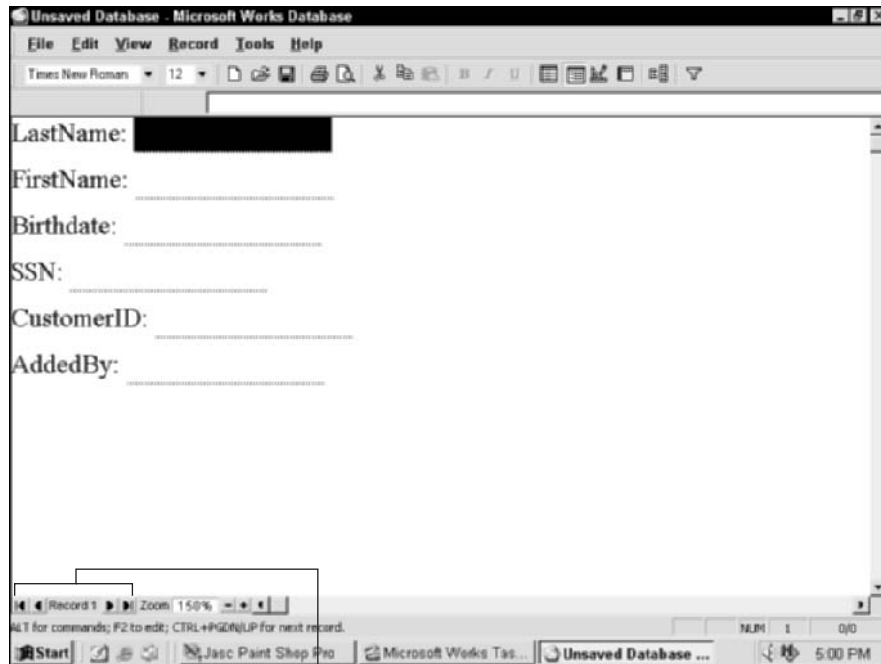 Unsaved Database - Microsoft Works Database
File Edit View Record Tools Help
Times New Roman 12 B I U
LastName:
FirstName:
Birthdate:
SSN:
CustomerID:
AddedBy:
Record 1 Zoom 150%
ALT for commands; F2 to edit; CTRL+PGDN/UP for next record. NUM 1 0/0
Start Jasc Paint Shop Pro Microsoft Works Tas... Unsaved Database ... 5:00 PM